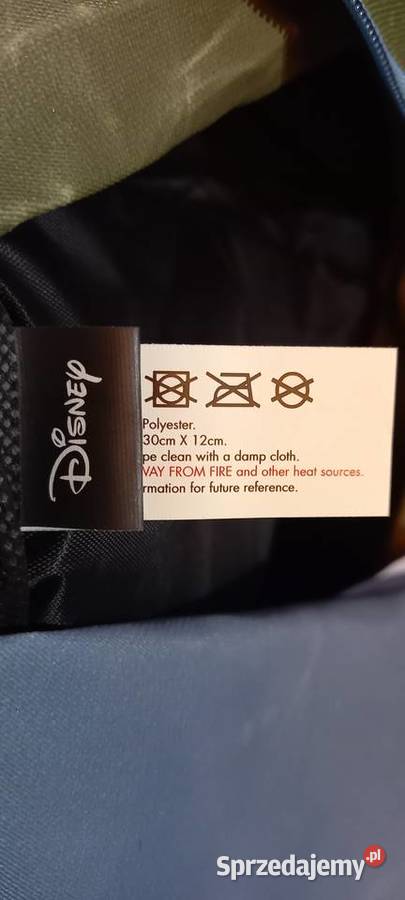 Disney
Polyester.
30cm X 12cm.
pe clean with a damp cloth.
VAY FROM FIRE and other heat sources.
rmation for future reference.
Sprzedajemy.pl